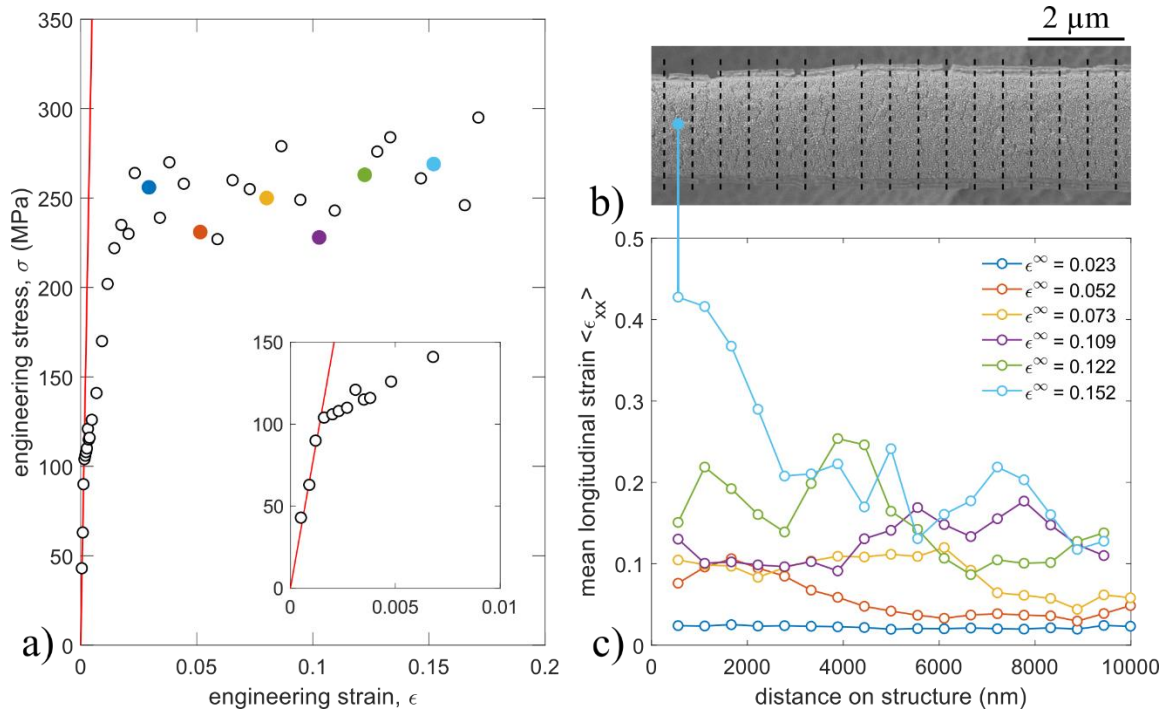 350
300
250
200
150
100
50
0
0
0.05
0.1
0.15
0.2
engineering stress, σ (MPa)
engineering strain, ϵ
a)
150
100
50
0
0
0.005
0.01
2 µm
b)
0.5
0.4
0.3
0.2
0.1
0
mean longitudinal strain <ϵxx>
ϵ∞ = 0.023
ϵ∞ = 0.052
ϵ∞ = 0.073
ϵ∞ = 0.109
ϵ∞ = 0.122
ϵ∞ = 0.152
c)
0
2000
4000
6000
8000
10000
distance on structure (nm)